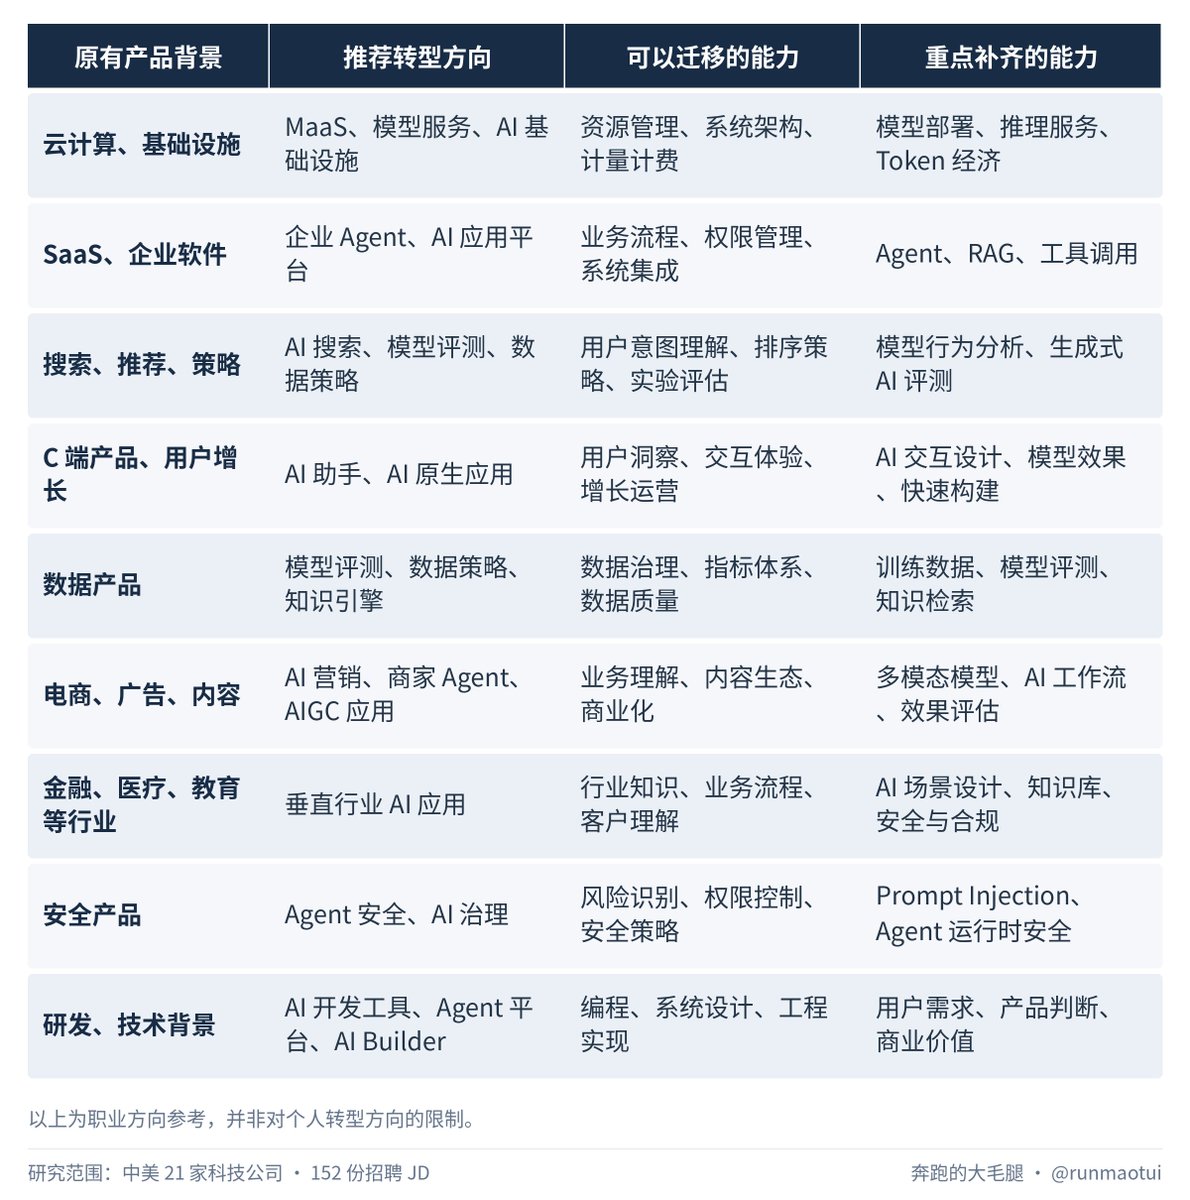 原有产品背景 推荐转型方向 可以迁移的能力 重点补齐的能力
云计算、基础设施
MaaS、模型服务、AI 基
础设施
资源管理、系统架构、
计量计费
模型部署、推理服务、
Token 经济
SaaS、企业软件
企业 Agent、AI 应用平
台
业务流程、权限管理、
系统集成
Agent、RAG、工具调用
搜索、推荐、策略
AI 搜索、模型评测、数
据策略
用户意图理解、排序策
略、实验评估
模型行为分析、生成式
AI 评测
C 端产品、用户增
长
AI 助手、AI 原生应用
用户洞察、交互体验、
增长运营
AI 交互设计、模型效果
、快速构建
数据产品
模型评测、数据策略、
知识引擎
数据治理、指标体系、
数据质量
训练数据、模型评测、
知识检索
电商、广告、内容
AI 营销、商家 Agent、
AIGC 应用
业务理解、内容生态、
商业化
多模态模型、AI 工作流
、效果评估
金融、医疗、教育
等行业
垂直行业 AI 应用
行业知识、业务流程、
客户理解
AI 场景设计、知识库、
安全与合规
安全产品
Agent 安全、AI 治理
风险识别、权限控制、
安全策略
Prompt Injection、
Agent 运行时安全
研发、技术背景
AI 开发工具、Agent 平
台、AI Builder
编程、系统设计、工程
实现
用户需求、产品判断、
商业价值
以上为职业方向参考，并非对个人转型方向的限制。
研究范围：中美 21 家科技公司 · 152 份招聘 JD
奔跑的大毛腿 · @runmaotui